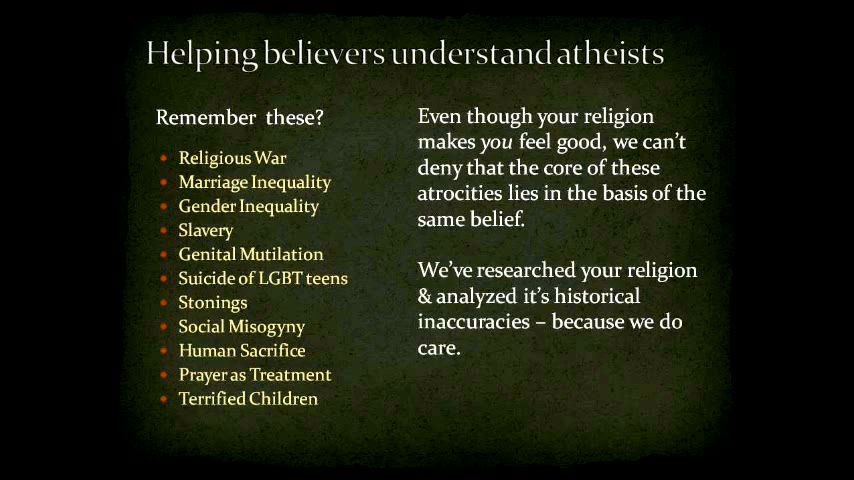 Helping believers understand atheists
Remember these?
Religious War
Marriage Inequality
Gender Inequality
Slavery
Genital Mutilation
Suicide of LGBT teens
Stonings
Social Misogyny
Human Sacrifice
Prayer as Treatment
Terrified Children
Even though your religion
makes you feel good, we can't
deny that the core of these
atrocities lies in the basis of the
same belief.
We've researched your religion
& analyzed it's historical
inaccuracies – because we do
care.